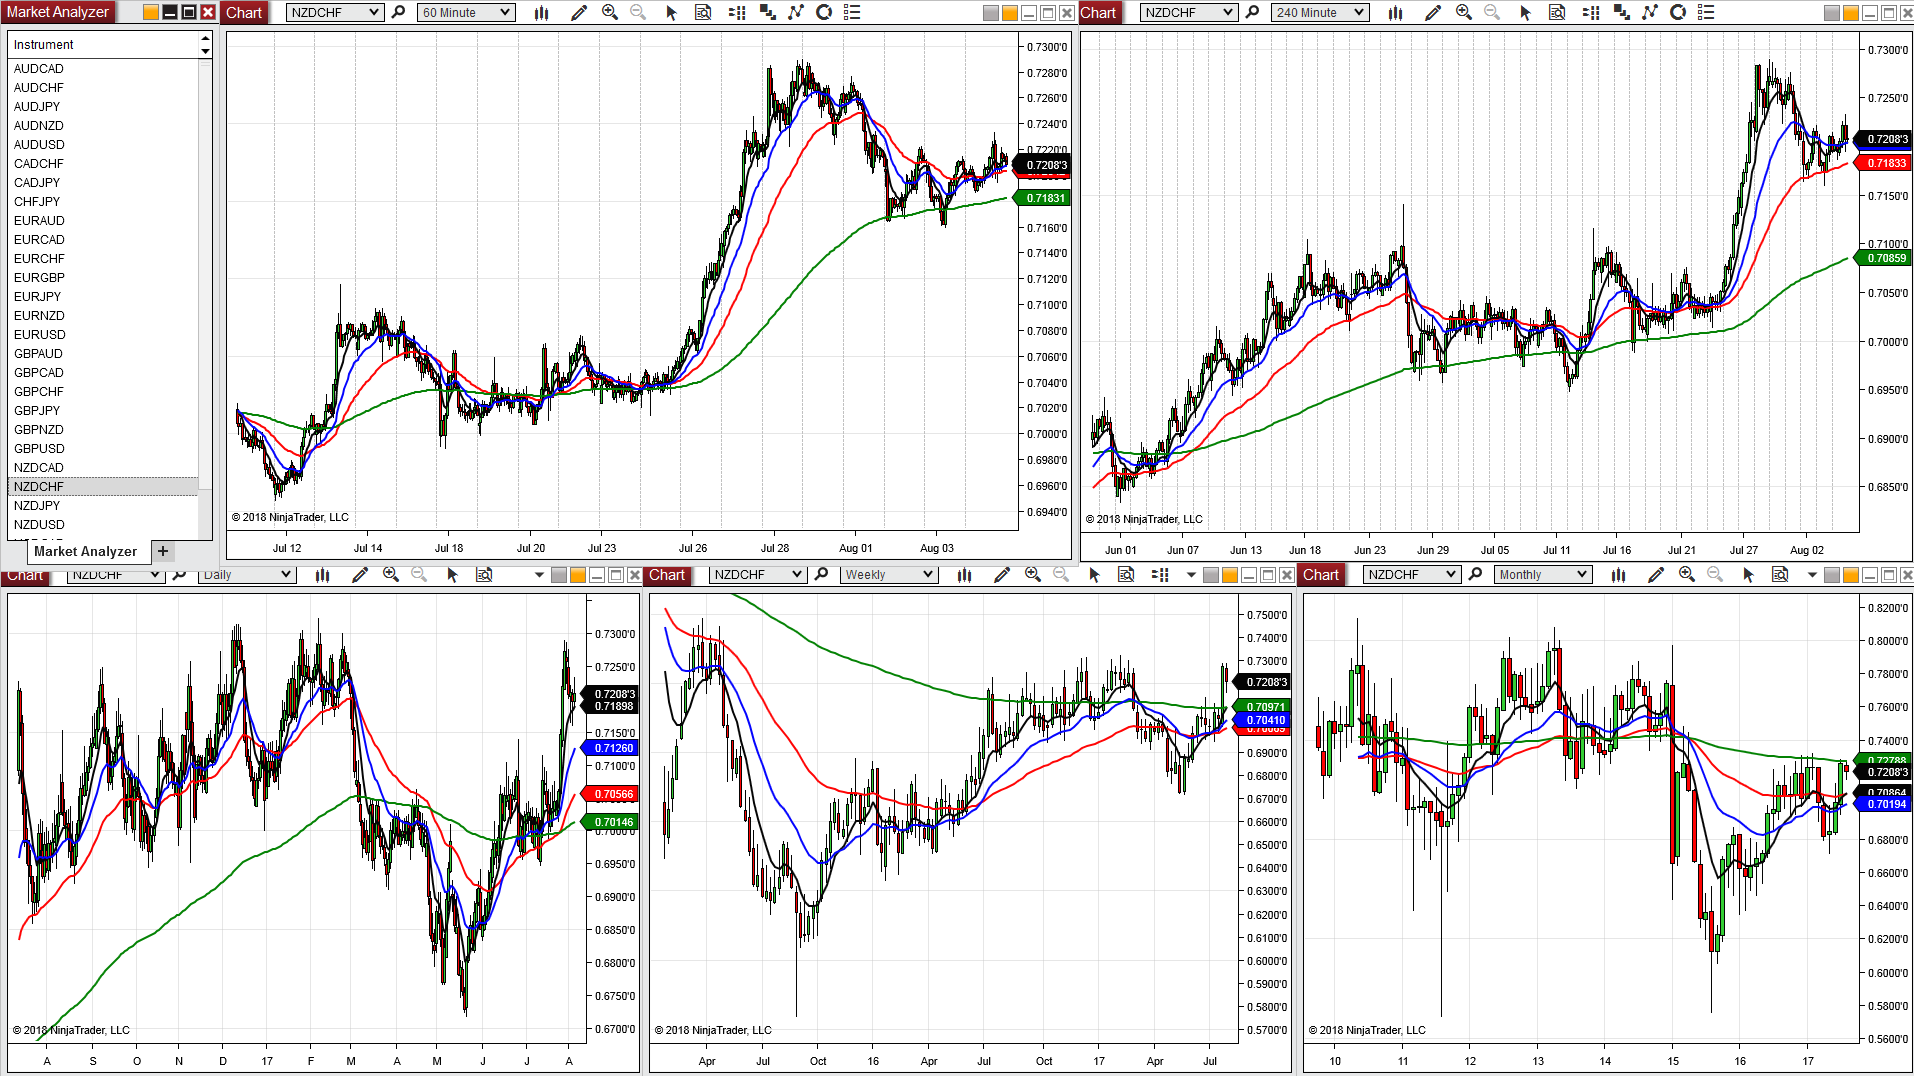 Market Analyzer
Instrument
AUDCAD
AUDCHF
AUDJPY
AUDNZD
AUDUSD
CADCHF
CADJPY
CHFJPY
EURAUD
EURCAD
EURCHF
EURGBP
EURJPY
EURNZD
EURUSD
GBPAUD
GBPCAD
GBPCHF
GBPJPY
GBPNZD
GBPUSD
NZDCAD
NZDCHF
NZDJPY
NZDUSD
Market Analyzer +
Chart NZDCHF 60 Minute
0.7300'0
0.7280'0
0.7260'0
0.7240'0
0.7220'0
0.7208'3
0.71831
0.7160'0
0.7140'0
0.7120'0
0.7100'0
0.7080'0
0.7060'0
0.7040'0
0.7020'0
0.7000'0
0.6980'0
0.6960'0
0.6940'0
© 2018 NinjaTrader, LLC
Jul 12 Jul 14 Jul 18 Jul 20 Jul 23 Jul 26 Jul 28 Aug 01 Aug 03
Chart NZDCHF 240 Minute
0.7300'0
0.7250'0
0.7208'3
0.71833
0.7150'0
0.7100'0
0.70859
0.7050'0
0.7000'0
0.6950'0
0.6900'0
0.6850'0
© 2018 NinjaTrader, LLC
Jun 01 Jun 07 Jun 13 Jun 18 Jun 23 Jun 29 Jul 05 Jul 11 Jul 16 Jul 21 Jul 27 Aug 02
Chart NZDCHF Daily
0.7300'0
0.7250'0
0.7208'3
0.71898
0.7150'0
0.71260
0.7100'0
0.70566
0.70146
0.7000'0
0.6950'0
0.6900'0
0.6850'0
0.6800'0
0.6750'0
0.6700'0
© 2018 NinjaTrader, LLC
A S O N D 17 F M A M J J A
Chart NZDCHF Weekly
0.7500'0
0.7400'0
0.7300'0
0.7208'3
0.70971
0.70410
0.6900'0
0.6800'0
0.6700'0
0.6600'0
0.6500'0
0.6400'0
0.6300'0
0.6200'0
0.6100'0
0.6000'0
0.5900'0
0.5800'0
0.5700'0
© 2018 NinjaTrader, LLC
Apr Jul Oct 16 Apr Jul Oct 17 Apr Jul
Chart NZDCHF Monthly
0.8200'0
0.8000'0
0.7800'0
0.7600'0
0.7400'0
0.72788
0.7208'3
0.70864
0.70194
0.6800'0
0.6600'0
0.6400'0
0.6200'0
0.6000'0
0.5800'0
0.5600'0
© 2018 NinjaTrader, LLC
10 11 12 13 14 15 16 17